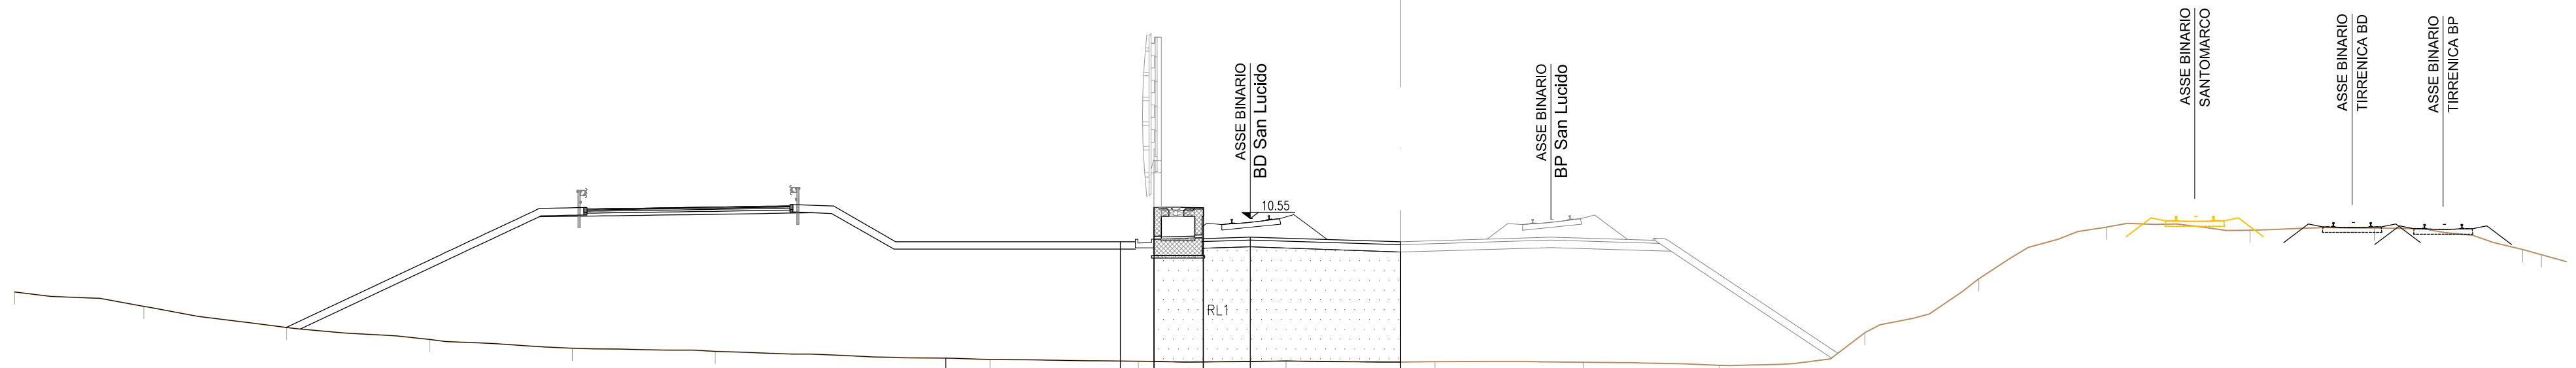 ASSE BINARIO
BD San Lucido
10.55
ASSE BINARIO
BP San Lucido
ASSE BINARIO
SANTOMARCO
ASSE BINARIO
TIRRENICA BD
ASSE BINARIO
TIRRENICA BP
RL1